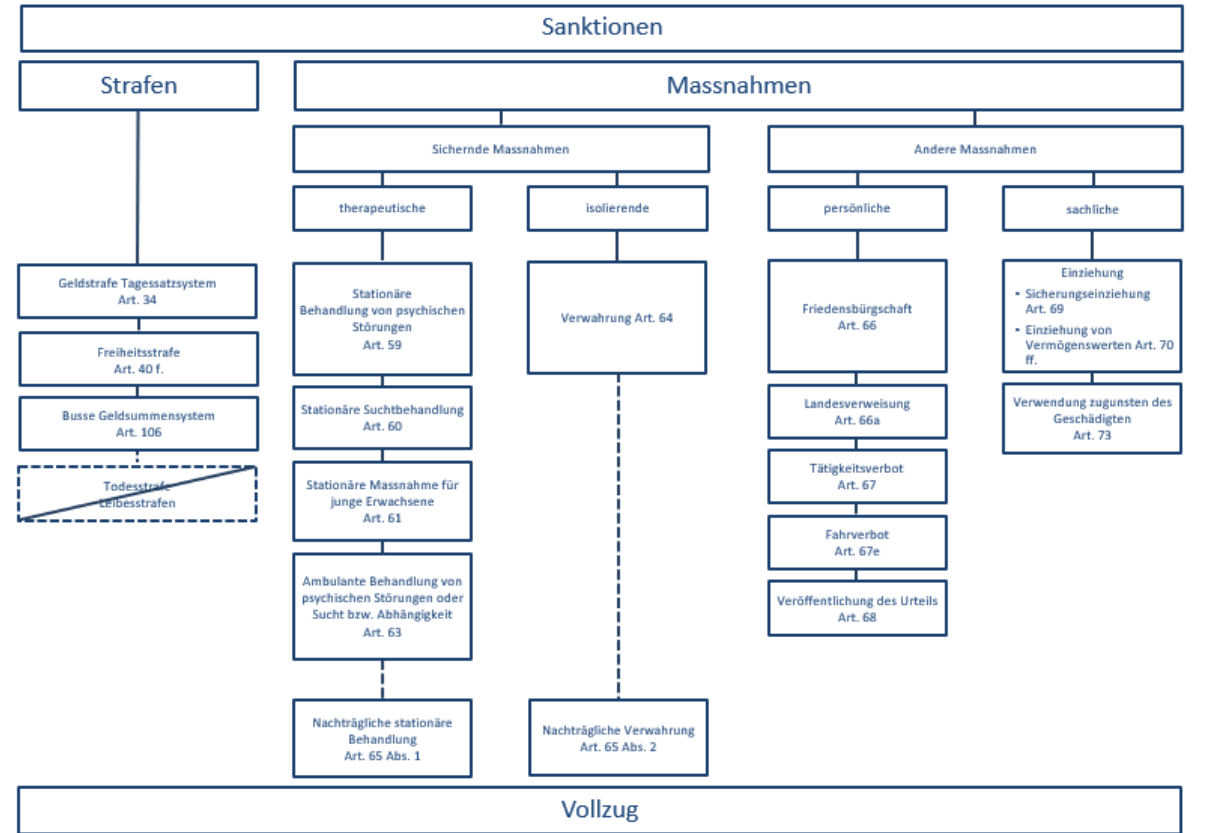 Sanktionen
Strafen
Massnahmen
Sichernde Massnahmen
Andere Massnahmen
therapeutische
isolierende
persönliche
sachliche
Geldstrafe Tagessatzsystem
Art. 34
Freiheitsstrafe
Art. 40 f.
Busse Geldsummensystem
Art. 106
Todesstrafe
Leibesstrafen
Stationäre
Behandlung von psychischen
Störungen
Art. 59
Stationäre Suchtbehandlung
Art. 60
Stationäre Massnahme für
junge Erwachsene
Art. 61
Ambulante Behandlung von
psychischen Störungen oder
Sucht bzw. Abhängigkeit
Art. 63
Nachträgliche stationäre
Behandlung
Art. 65 Abs. 1
Verwahrung Art. 64
Nachträgliche Verwahrung
Art. 65 Abs. 2
Friedensbürgschaft
Art. 66
Landesverweisung
Art. 66a
Tätigkeitsverbot
Art. 67
Fahrverbot
Art. 67e
Veröffentlichung des Urteils
Art. 68
Einziehung
• Sicherungseinziehung
Art. 69
• Einziehung von
Vermögenswerten Art. 70
ff.
Verwendung zugunsten des
Geschädigten
Art. 73
Vollzug